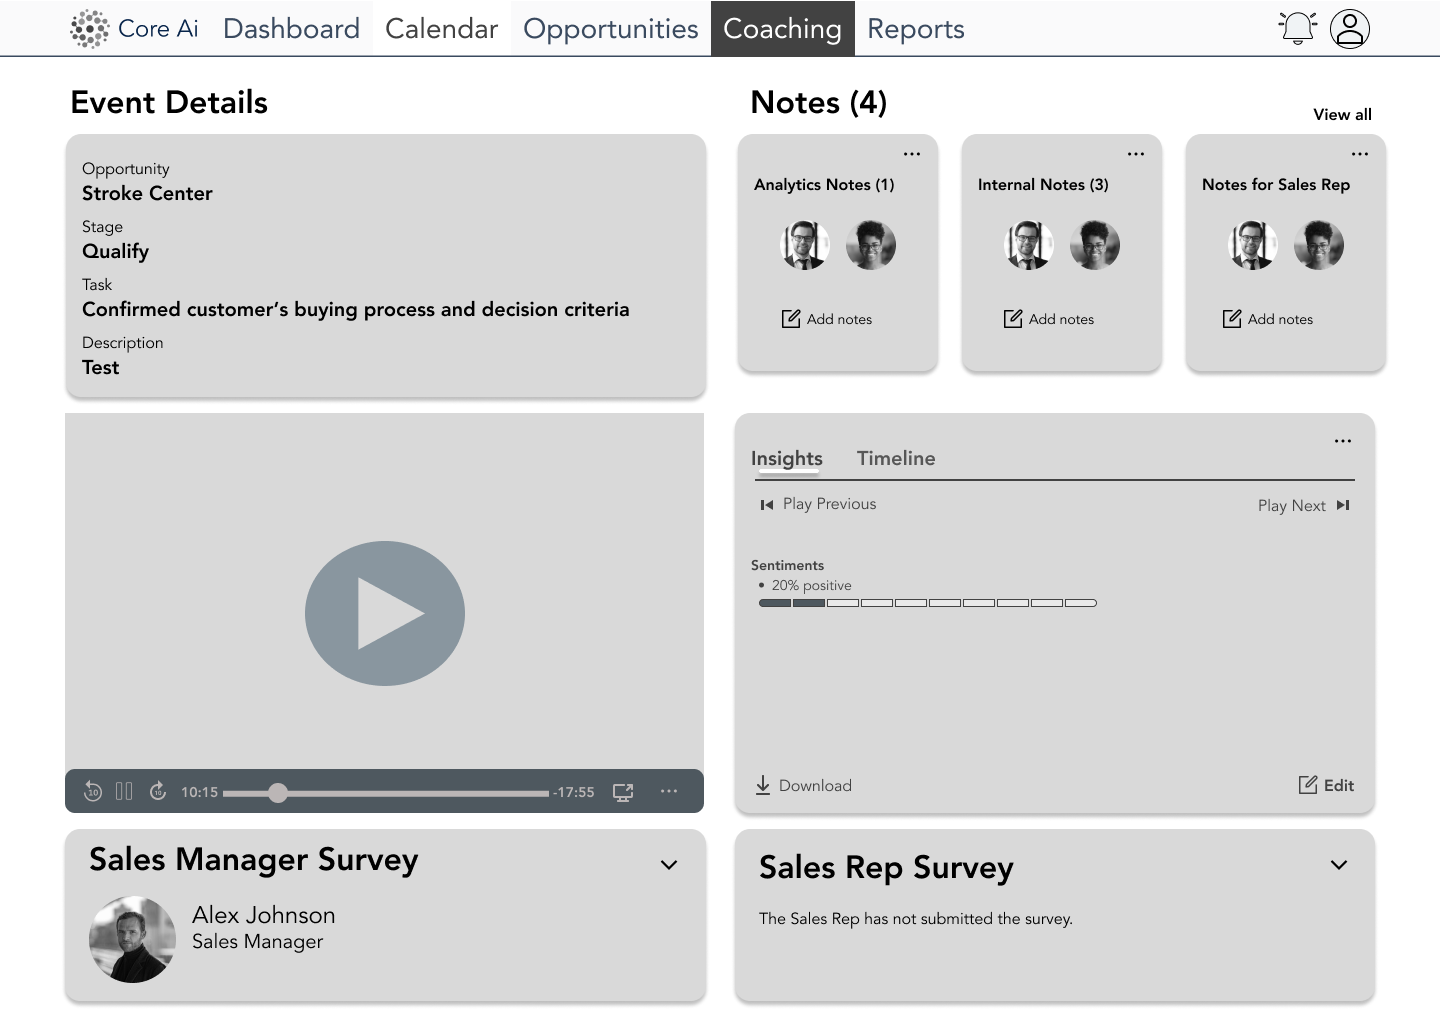 Core Ai Dashboard Calendar Opportunities Coaching Reports
Event Details
Opportunity
Stroke Center
Stage
Qualify
Task
Confirmed customer’s buying process and decision criteria
Description
Test
Notes (4)
View all
Analytics Notes (1)
Add notes
Internal Notes (3)
Add notes
Notes for Sales Rep
Add notes
10 10 10:15 -17:55
Insights Timeline
Play Previous Play Next
Sentiments
• 20% positive
Download Edit
Sales Manager Survey
Alex Johnson
Sales Manager
Sales Rep Survey
The Sales Rep has not submitted the survey.